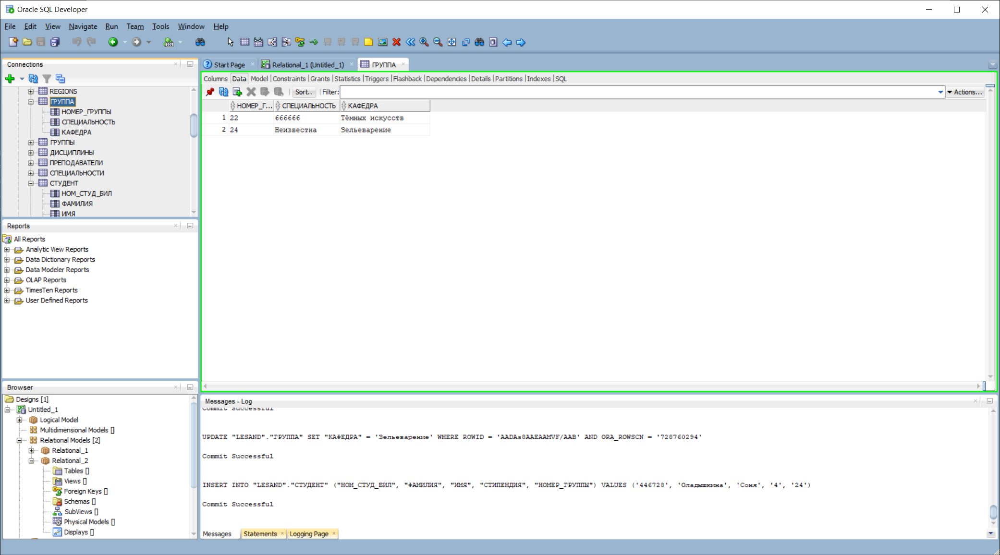 Oracle SQL Developer
File Edit View Navigate Run Team Tools Window Help
Connections
REGIONS
ГРУППА
НОМЕР_ГРУППЫ
СПЕЦИАЛЬНОСТЬ
КАФЕДРА
ГРУППЫ
ДИСЦИПЛИНЫ
ПРЕПОДАВАТЕЛИ
СПЕЦИАЛЬНОСТИ
СТУДЕНТ
НОМ_СТУД_БИЛ
ФАМИЛИЯ
ИМЯ
Reports
All Reports
Analytic View Reports
Data Dictionary Reports
Data Modeler Reports
OLAP Reports
TimesTen Reports
User Defined Reports
Browser
Designs [1]
Untitled_1
Logical Model
Multidimensional Models []
Relational Models [2]
Relational_1
Relational_2
Tables []
Views []
Foreign Keys []
Schemas []
SubViews []
Physical Models []
Displays []
Start Page Relational_1 (Untitled_1) ГРУППА
Columns Data Model | Constraints | Grants | Statistics | Triggers | Flashback | Dependencies | Details | Partitions | Indexes | SQL
Sort.. | Filter: Actions...
НОМЕР_Г... СПЕЦИАЛЬНОСТЬ КАФЕДРА
1 22 666666 Тёмных искусств
2 24 Неизвестна Зельеварение
Messages - Log
Commit Successful
UPDATE "LESAND"."ГРУППА" SET "КАФЕДРА" = 'Зельеварение' WHERE ROWID = 'AADAs8AAEAAMVF/AAB' AND ORA_ROWSCN = '728760294'
Commit Successful
INSERT INTO "LESAND"."СТУДЕНТ" ("НОМ_СТУД_БИЛ", "ФАМИЛИЯ", "ИМЯ", "СТИПЕНДИЯ", "НОМЕР_ГРУППЫ") VALUES ('446728', 'Оладышкина', 'Соня', '4', '24')
Commit Successful
Messages Statements Logging Page